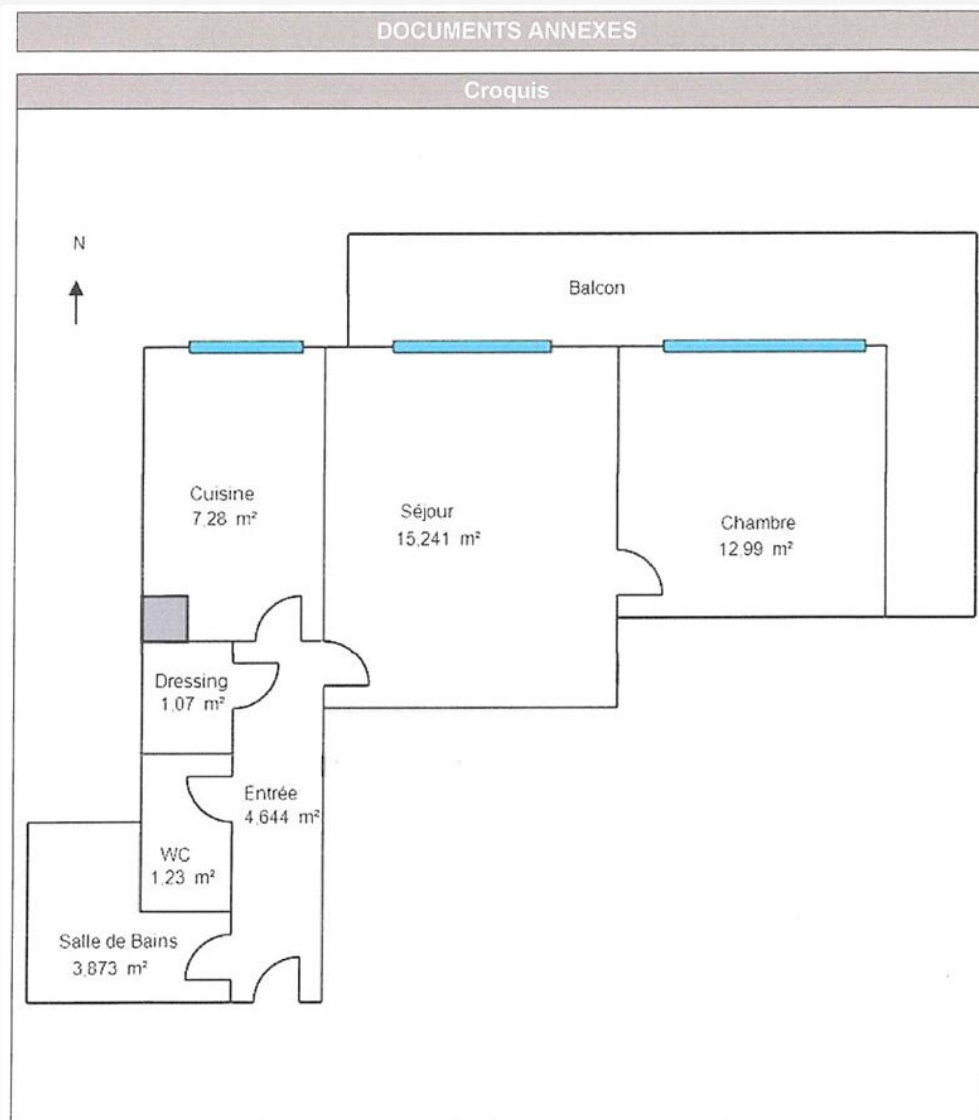 DOCUMENTS ANNEXES
Croquis
N
Balcon
Cuisine
7,28 m²
Séjour
15,241 m²
Chambre
12,99 m²
Dressing
1,07 m²
Entrée
4,644 m²
WC
1,23 m²
Salle de Bains
3,873 m²